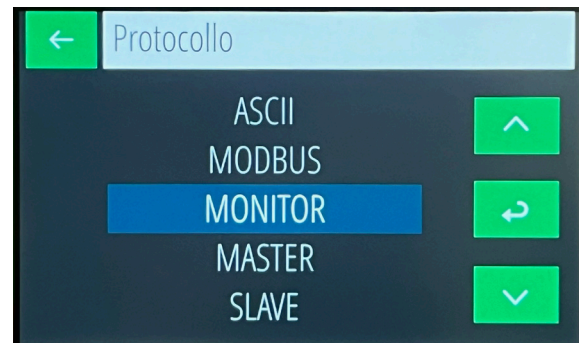 Protocollo
ASCII
MODBUS
MONITOR
MASTER
SLAVE